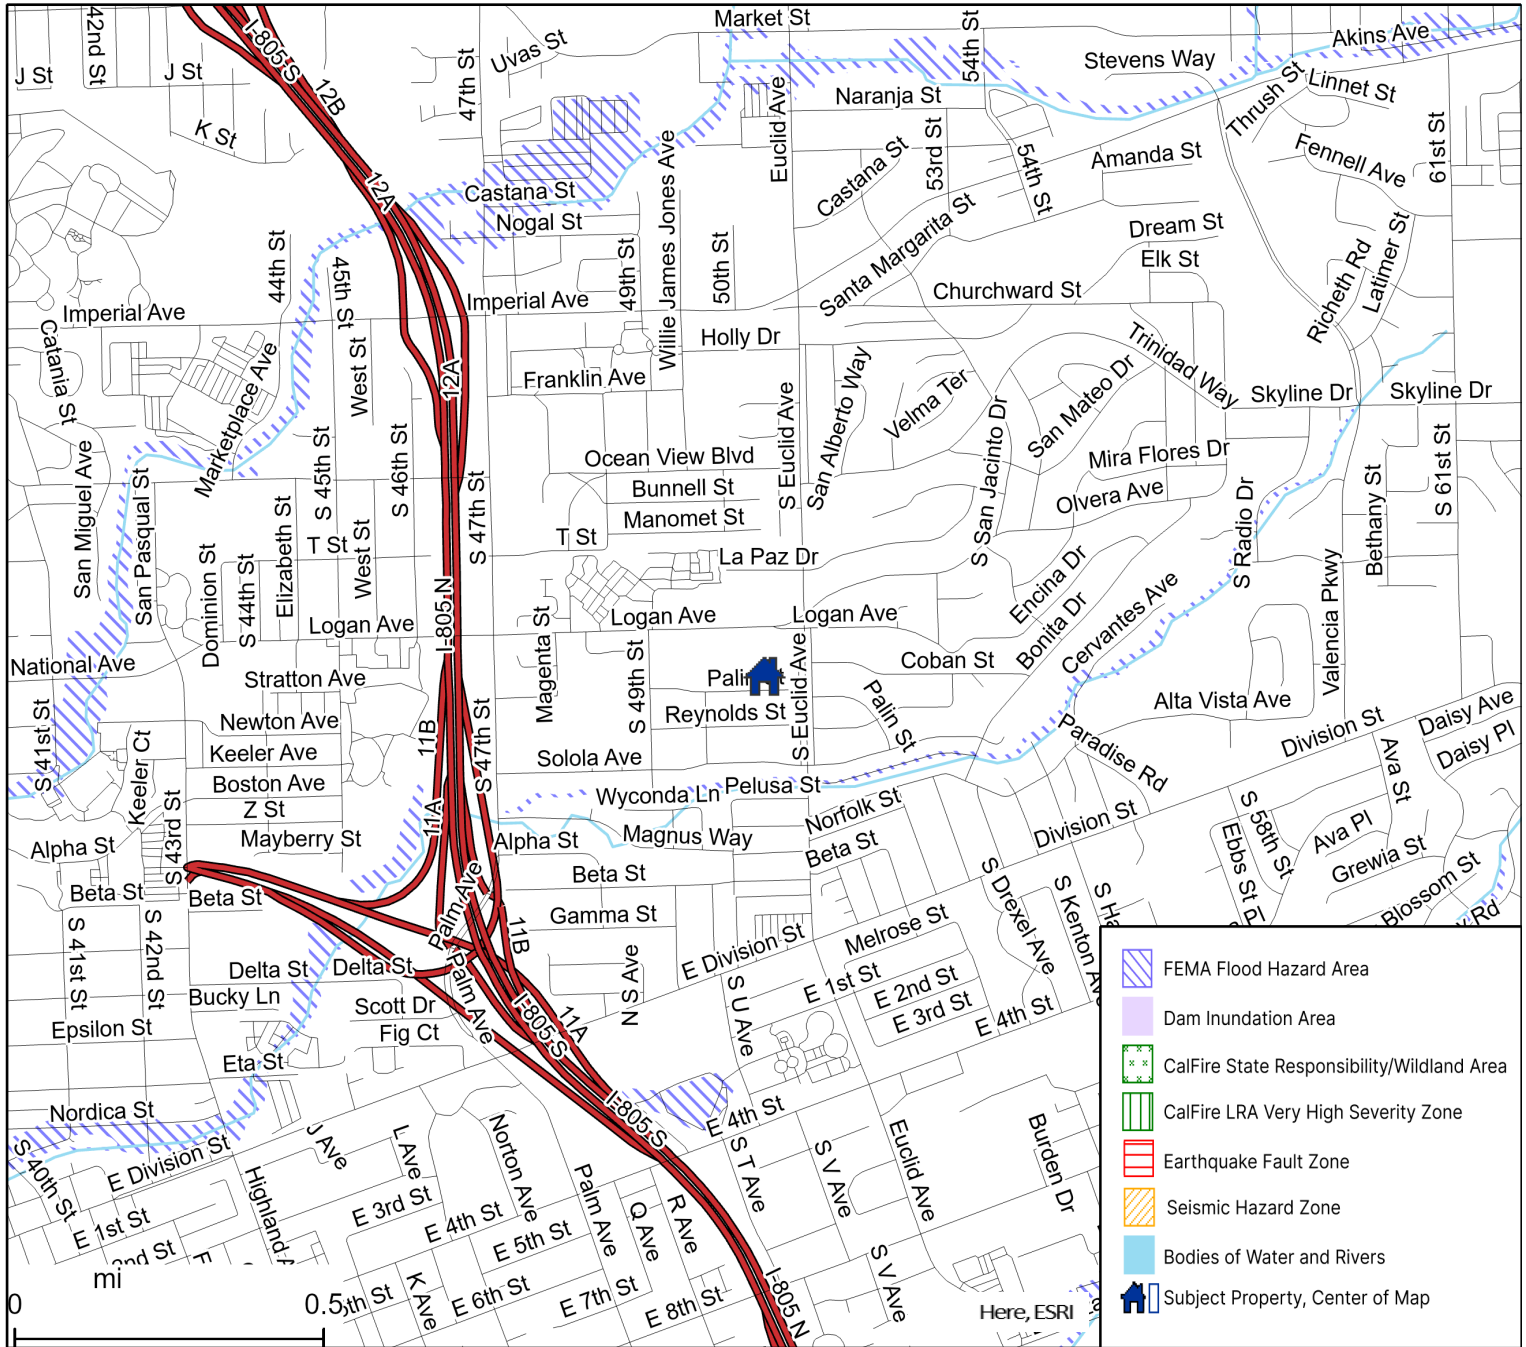 Market St
42nd St
I-805 S
54th St
Akins Ave
Uvas St
Stevens Way
J St
J St
12B
47th St
Linnet St
Naranja St
Euclid Ave
Thrush St
K St
61st St
53rd St
54th St
Amanda St
Fennell Ave
Castana St
12A
Castana St
Willie James Jones Ave
Nogal St
Santa Margarita St
Dream St
Latimer St
44th St
49th St
50th St
Elk St
Richeth Rd
45th St
Churchward St
Imperial Ave
Imperial Ave
Holly Dr
Trinidad Way
Catania St
West St
12A
Franklin Ave
San Alberto Way
Velma Ter
San Mateo Dr
Skyline Dr
Skyline Dr
Marketplace Ave
S Euclid Ave
S San Jacinto Dr
San Miguel Ave
S 45th St
S 46th St
Ocean View Blvd
Mira Flores Dr
S 61st St
Bunnell St
Olvera Ave
San Pasqual St
S 47th St
Manomet St
S Radio Dr
Bethany St
Elizabeth St
West St
T St
T St
La Paz Dr
Dominion St
S 44th St
Encina Dr
Valencia Pkwy
I-805 N
Cervantes Ave
Logan Ave
Magenta St
Logan Ave
Logan Ave
Bonita Dr
National Ave
Stratton Ave
S 49th St
S Euclid Ave
Coban St
Palin St
Alta Vista Ave
S 41st St
Newton Ave
11B
S 47th St
Reynolds St
Division St
Daisy Ave
Keeler Ct
Keeler Ave
Solola Ave
Paradise Rd
Ava St
Daisy Pl
Boston Ave
Pelusa St
Wyconda Ln
Norfolk St
Division St
S 58th St
S 43rd St
Z St
11A
Alpha St
Mayberry St
Alpha St
Magnus Way
Beta St
Ebbs St
Ava Pl
Grewia St
Beta St
Beta St
Palm Ave
Beta St
S Drexel Ave
S Kenton Ave
S Ha
Blossom St
Pl
y Rd
S 41st St
S 42nd St
Gamma St
11B
E Division St
Melrose St
Delta St
Delta St
Palm Ave
N S Ave
S U Ave
E 1st St
E 2nd St
E 3rd St
E 4th St
Bucky Ln
Scott Dr
I-805 S
11A
Epsilon St
Fig Ct
Eta St
Nordica St
I-805 S
E 4th St
S 40th St
E Division St
J Ave
L Ave
Norton Ave
S T Ave
S V Ave
Euclid Ave
Burden Dr
Highland A
Palm Ave
E 1st St
E 3rd St
E 4th St
Q Ave
R Ave
2nd St
E 5th St
K Ave
E 6th St
E 7th St
E 8th St
S V Ave
I-805 N
mi
0
0.5
Here, ESRI
FEMA Flood Hazard Area
Dam Inundation Area
CalFire State Responsibility/Wildland Area
CalFire LRA Very High Severity Zone
Earthquake Fault Zone
Seismic Hazard Zone
Bodies of Water and Rivers
Subject Property, Center of Map